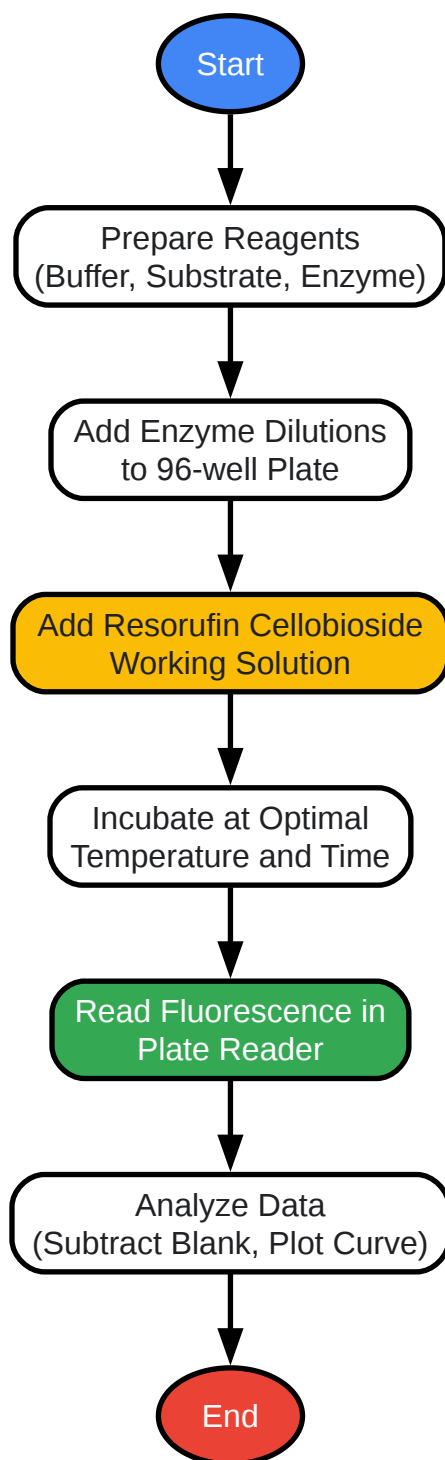 Start
Prepare Reagents
(Buffer, Substrate, Enzyme)
Add Enzyme Dilutions
to 96-well Plate
Add Resorufin Cellobioside
Working Solution
Incubate at Optimal
Temperature and Time
Read Fluorescence in
Plate Reader
Analyze Data
(Subtract Blank, Plot Curve)
End